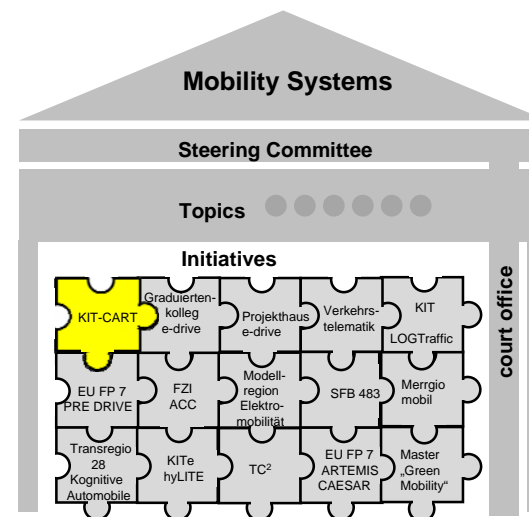 Mobility Systems
Steering Committee
Topics
Initiatives
KIT-CART
Graduierten-
kolleg
e-drive
Projekthaus
e-drive
Verkehrs-
telematik
KIT
LOGTraffic
EU FP 7
PRE DRIVE
FZI
ACC
Modell-
region
Elektro-
mobilität
SFB 483
Merrgio
mobil
Transregio
28
Kognitive
Automobile
KITe
hyLITE
TC²
EU FP 7
ARTEMIS
CAESAR
Master
„Green
Mobility“
court office